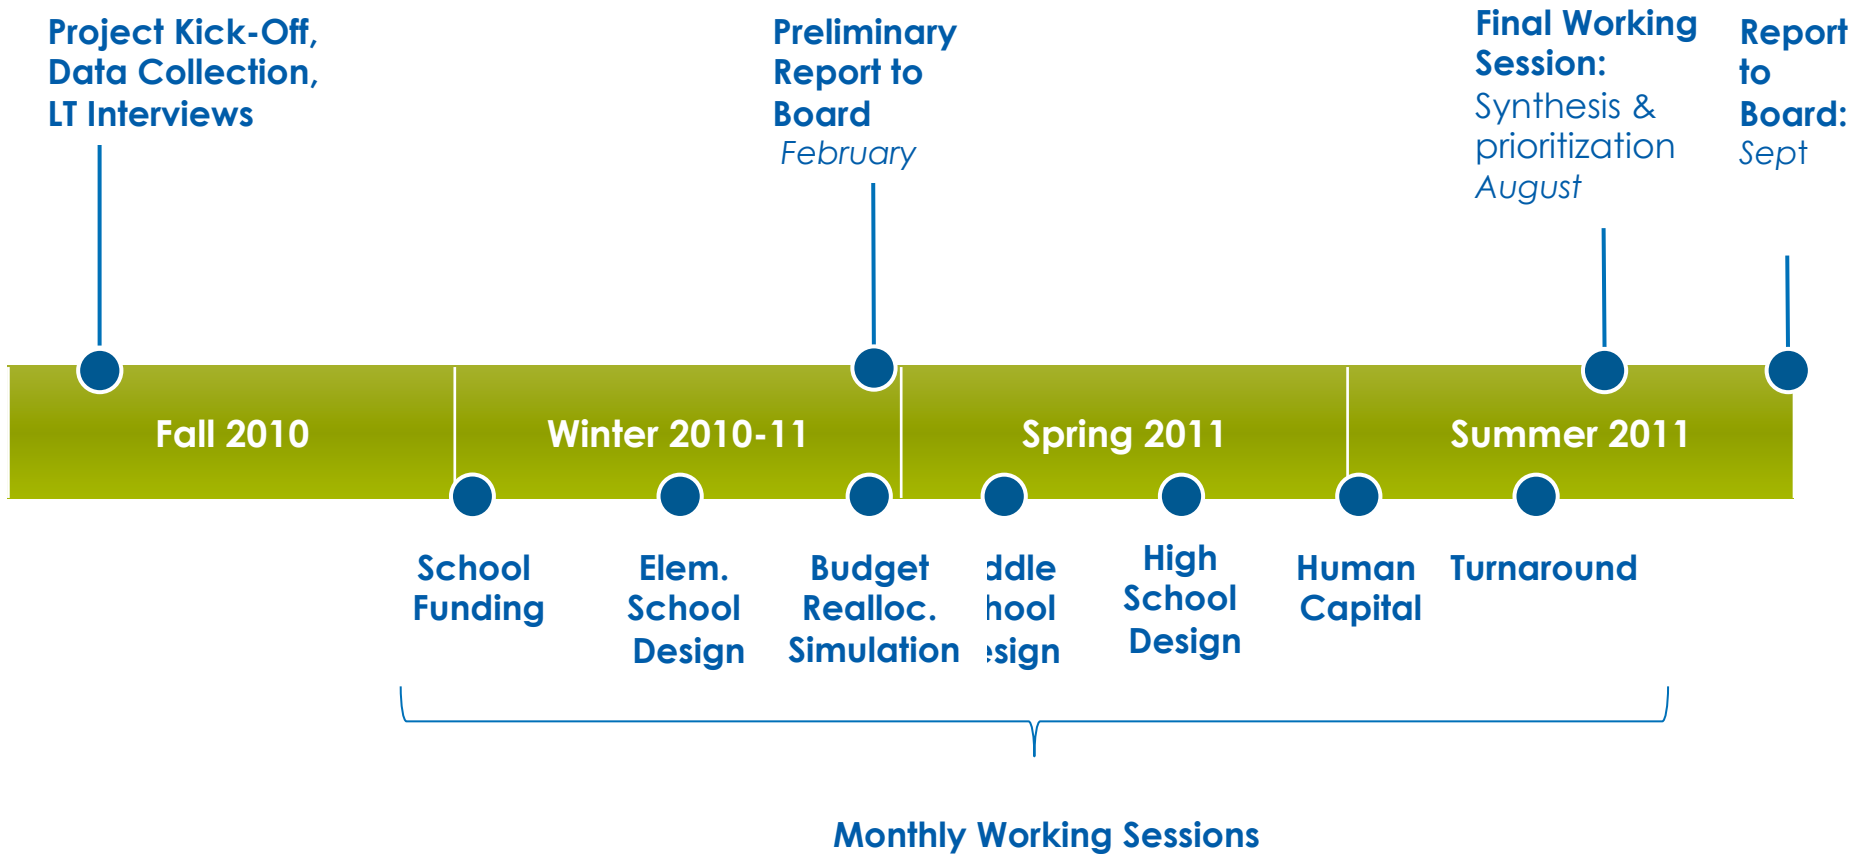 Project Kick-Off,
Data Collection,
LT Interviews
Preliminary
Report to
Board
February
Final Working
Session:
Synthesis &
prioritization
August
Report
to
Board:
Sept
Fall 2010
Winter 2010-11
Spring 2011
Summer 2011
School
Funding
Elem.
School
Design
Budget
Realloc.
Simulation
ddle
hool
sign
High
School
Design
Human
Capital
Turnaround
Monthly Working Sessions